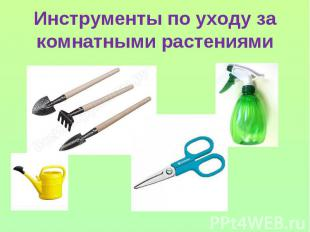 Инструменты по уходу за
комнатными растениями
PPt4WEB.ru